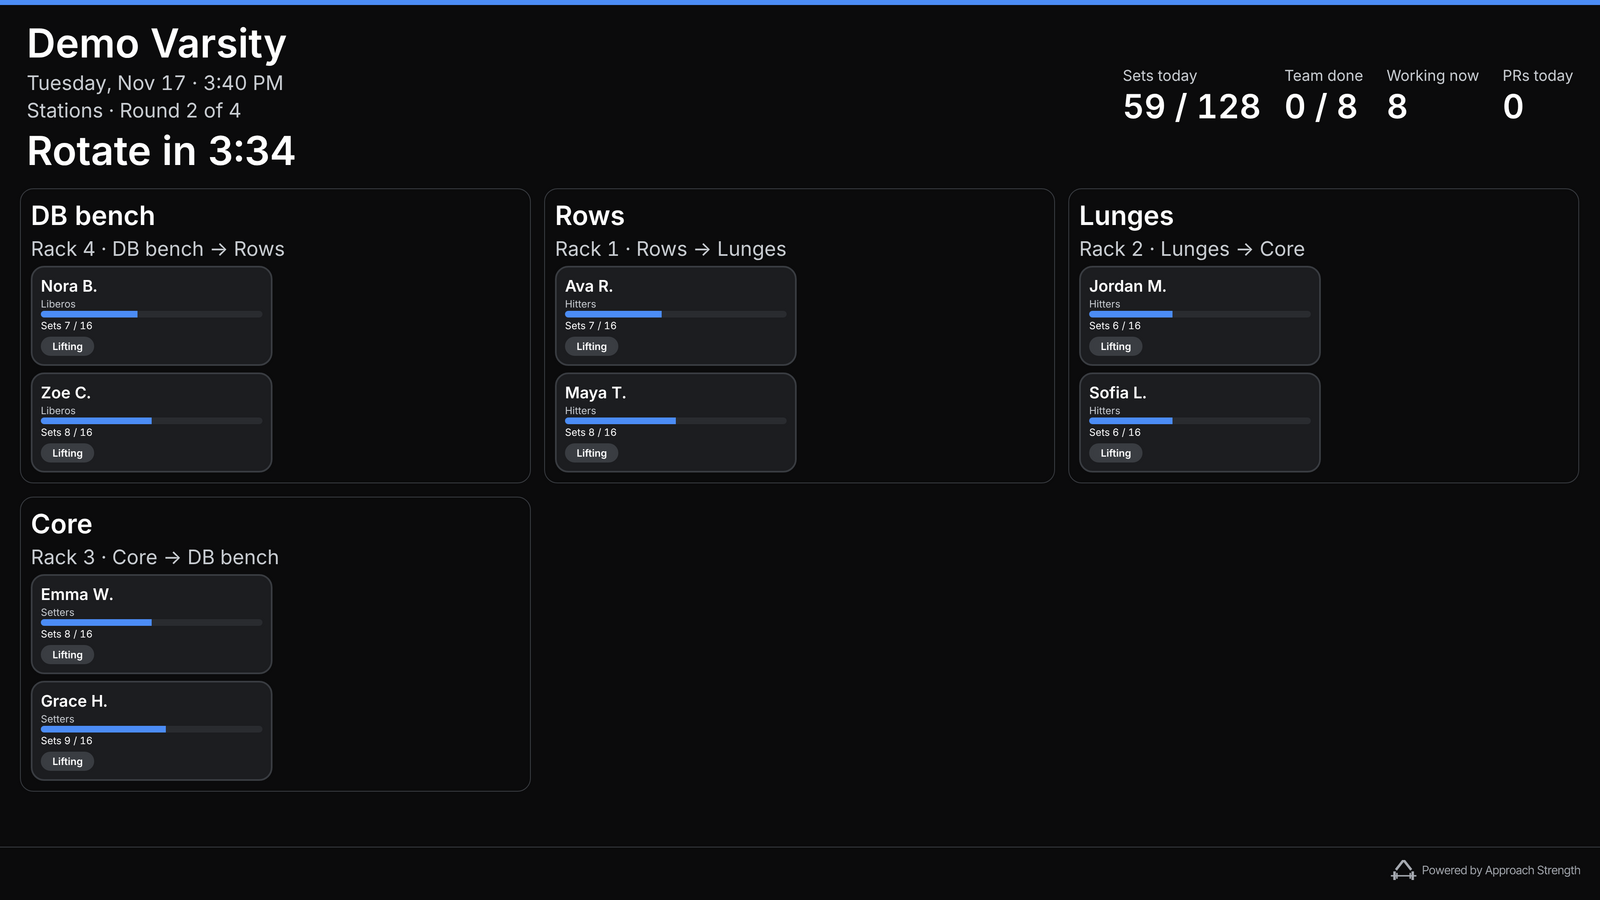 Demo Varsity
Tuesday, Nov 17 · 3:40 PM
Stations · Round 2 of 4
Rotate in 3:34
Sets today
59 / 128
Team done
0 / 8
Working now
8
PRs today
0
DB bench
Rack 4 · DB bench → Rows
Nora B.
Liberos
Sets 7 / 16
Lifting
Zoe C.
Liberos
Sets 8 / 16
Lifting
Rows
Rack 1 · Rows → Lunges
Ava R.
Hitters
Sets 7 / 16
Lifting
Maya T.
Hitters
Sets 8 / 16
Lifting
Lunges
Rack 2 · Lunges → Core
Jordan M.
Hitters
Sets 6 / 16
Lifting
Sofia L.
Hitters
Sets 6 / 16
Lifting
Core
Rack 3 · Core → DB bench
Emma W.
Setters
Sets 8 / 16
Lifting
Grace H.
Setters
Sets 9 / 16
Lifting
Powered by Approach Strength